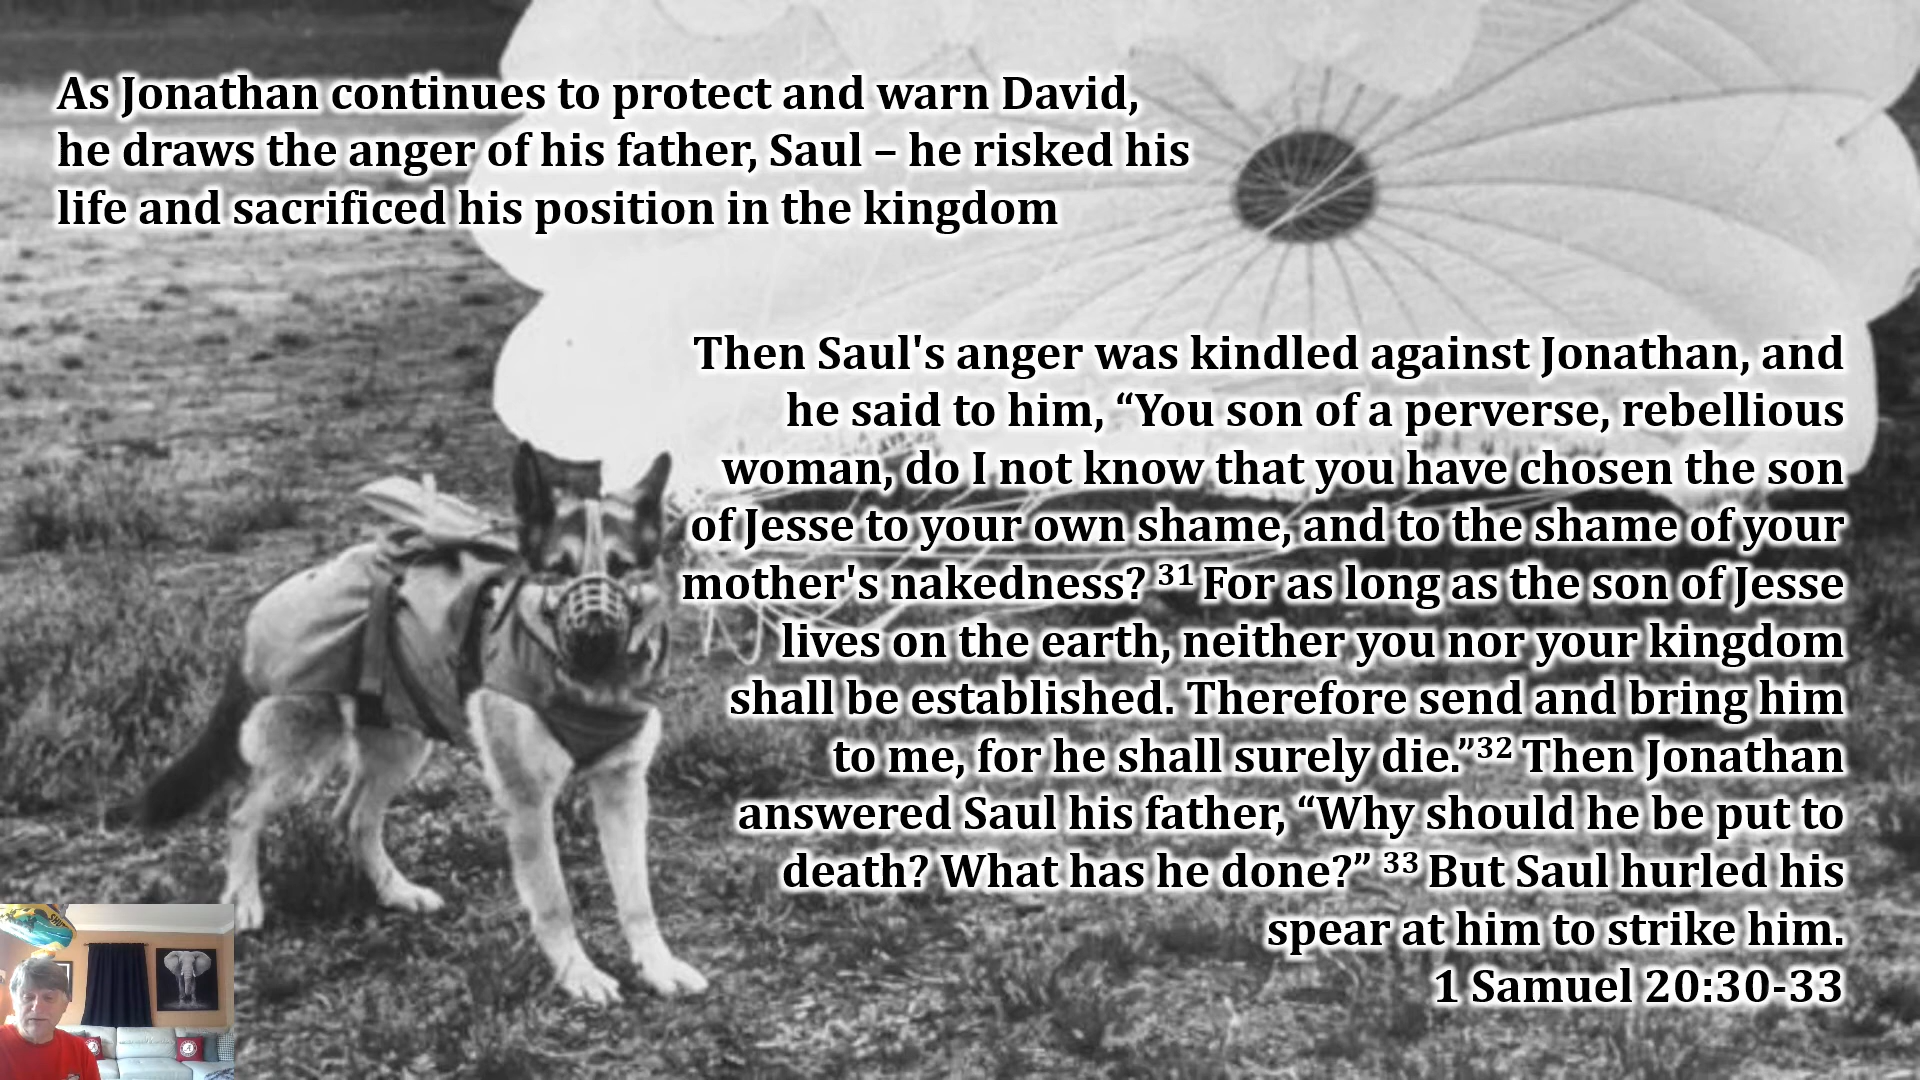 As Jonathan continues to protect and warn David,
he draws the anger of his father, Saul – he risked his
life and sacrificed his position in the kingdom
Then Saul's anger was kindled against Jonathan, and
he said to him, “You son of a perverse, rebellious
woman, do I not know that you have chosen the son
of Jesse to your own shame, and to the shame of your
mother's nakedness? ³¹ For as long as the son of Jesse
lives on the earth, neither you nor your kingdom
shall be established. Therefore send and bring him
to me, for he shall surely die.”³² Then Jonathan
answered Saul his father, “Why should he be put to
death? What has he done?” ³³ But Saul hurled his
spear at him to strike him.
1 Samuel 20:30-33